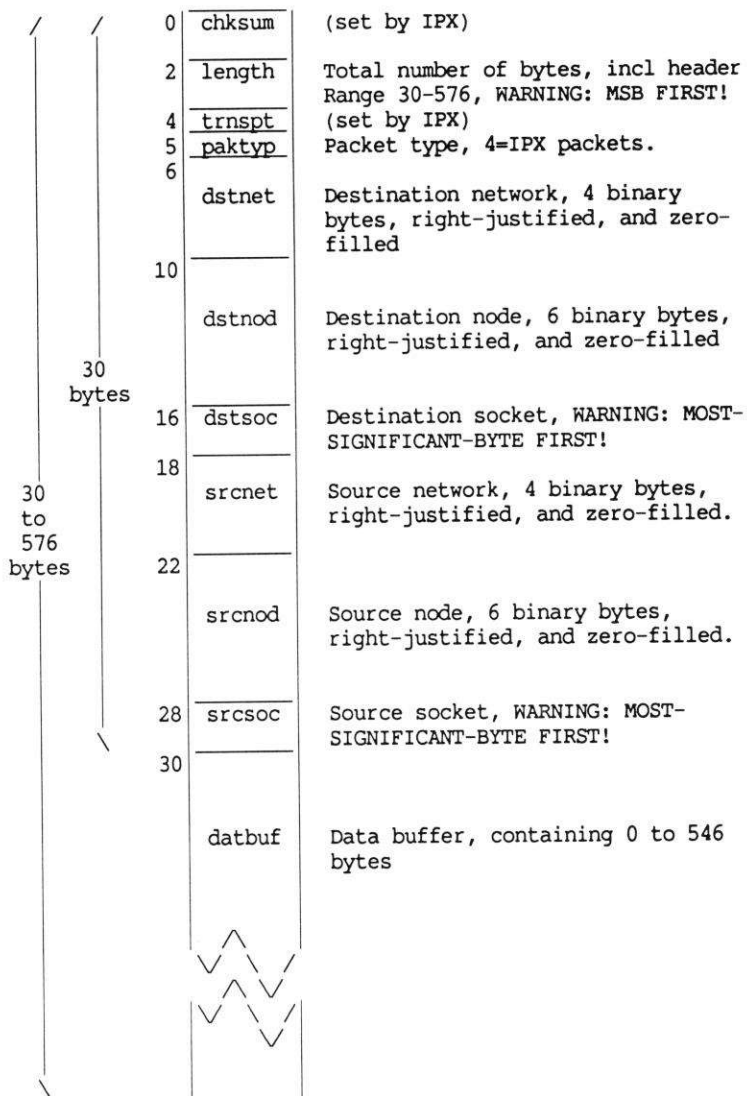 0 chksum (set by IPX)
2 length Total number of bytes, incl header
Range 30-576, WARNING: MSB FIRST!
4 trnspt (set by IPX)
5 paktyp Packet type, 4=IPX packets.
6
dstnet Destination network, 4 binary
bytes, right-justified, and zero-
filled
10
dstnod Destination node, 6 binary bytes,
right-justified, and zero-filled
30
bytes
16 dstsoc Destination socket, WARNING: MOST-
SIGNIFICANT-BYTE FIRST!
18
srcnet Source network, 4 binary bytes,
right-justified, and zero-filled.
30
to
576
bytes
22
srcnod Source node, 6 binary bytes,
right-justified, and zero-filled.
28 srcsoc Source socket, WARNING: MOST-
SIGNIFICANT-BYTE FIRST!
30
datbuf Data buffer, containing 0 to 546
bytes